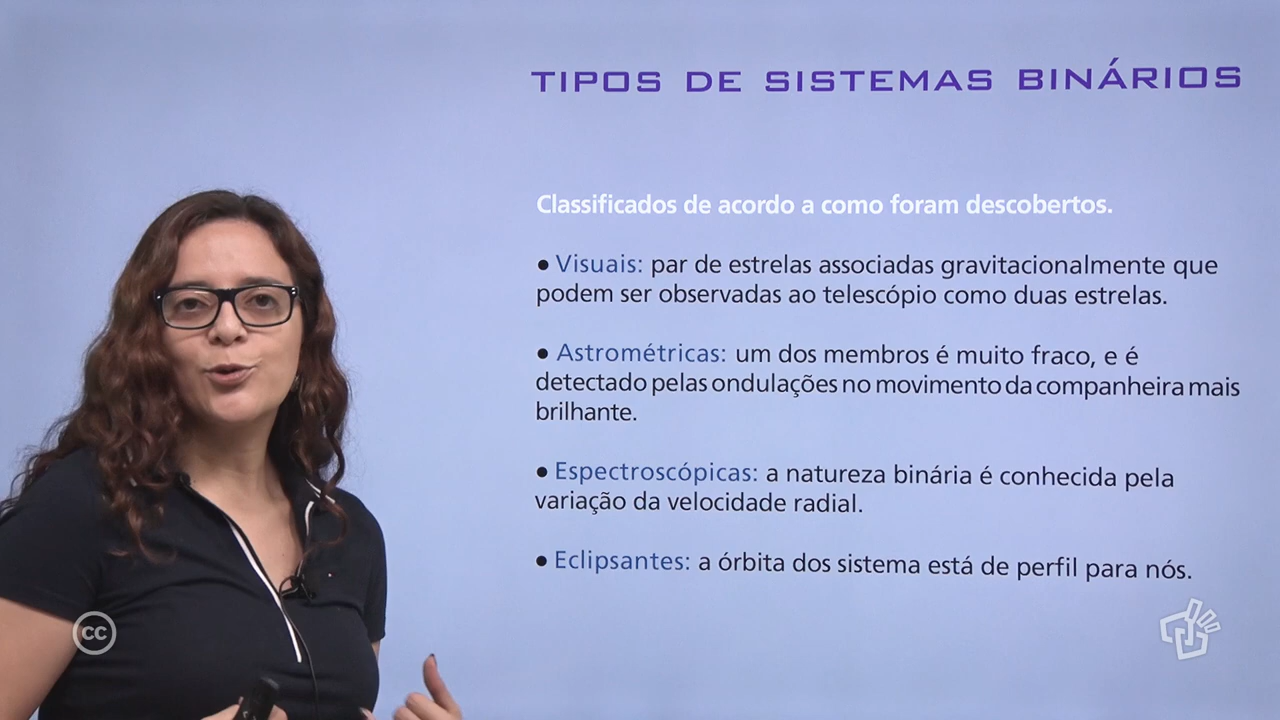 TIPOS DE SISTEMAS BINÁRIOS
Classificados de acordo a como foram descobertos.
● Visuais: par de estrelas associadas gravitacionalmente que
podem ser observadas ao telescópio como duas estrelas.
● Astrométricas: um dos membros é muito fraco, e é
detectado pelas ondulações no movimento da companheira mais
brilhante.
● Espectroscópicas: a natureza binária é conhecida pela
variação da velocidade radial.
● Eclipsantes: a órbita dos sistema está de perfil para nós.
cc